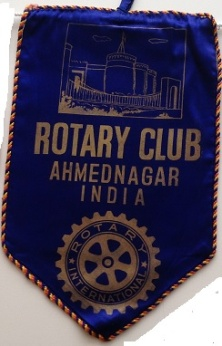 ROTARY CLUB
AHMEDNAGAR
INDIA
ROTARY
INTERNATIONAL